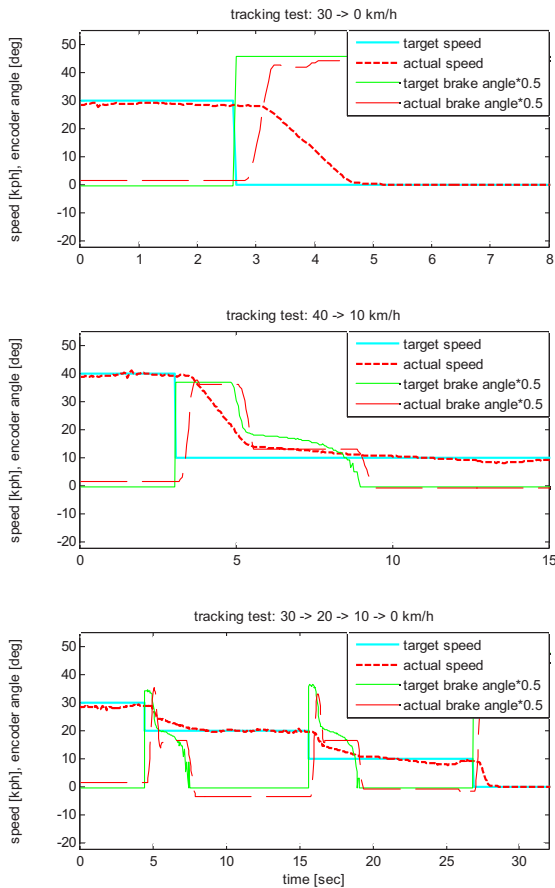 tracking test: 30 -> 0 km/h
speed [kph], encoder angle [deg]
50
40
30
20
10
0
-10
-20
target speed
actual speed
target brake angle*0.5
actual brake angle*0.5
0 1 2 3 4 5 6 7 8
tracking test: 40 -> 10 km/h
speed [kph], encoder angle [deg]
50
40
30
20
10
0
-10
-20
target speed
actual speed
target brake angle*0.5
actual brake angle*0.5
0 5 10 15
tracking test: 30 -> 20 -> 10 -> 0 km/h
speed [kph], encoder angle [deg]
50
40
30
20
10
0
-10
-20
target speed
actual speed
target brake angle*0.5
actual brake angle*0.5
0 5 10 15 20 25 30
time [sec]